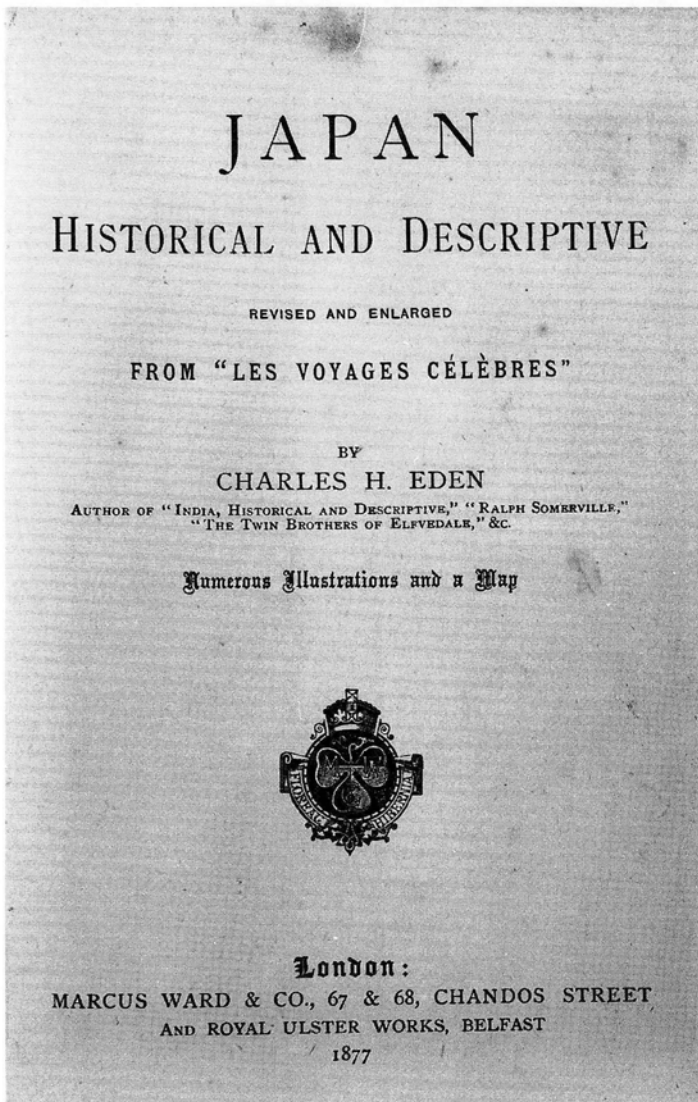 JAPAN
HISTORICAL AND DESCRIPTIVE
REVISED AND ENLARGED
FROM “LES VOYAGES CÉLÈBRES”
BY
CHARLES H. EDEN
AUTHOR OF “INDIA, HISTORICAL AND DESCRIPTIVE,” “RALPH SOMERVILLE,”
“THE TWIN BROTHERS OF ELFVEDALE,” &C.
Numerous Illustrations and a Map
FLOREAT HIBERNIA
London:
MARCUS WARD & CO., 67 & 68, CHANDOS STREET
AND ROYAL ULSTER WORKS, BELFAST
1877